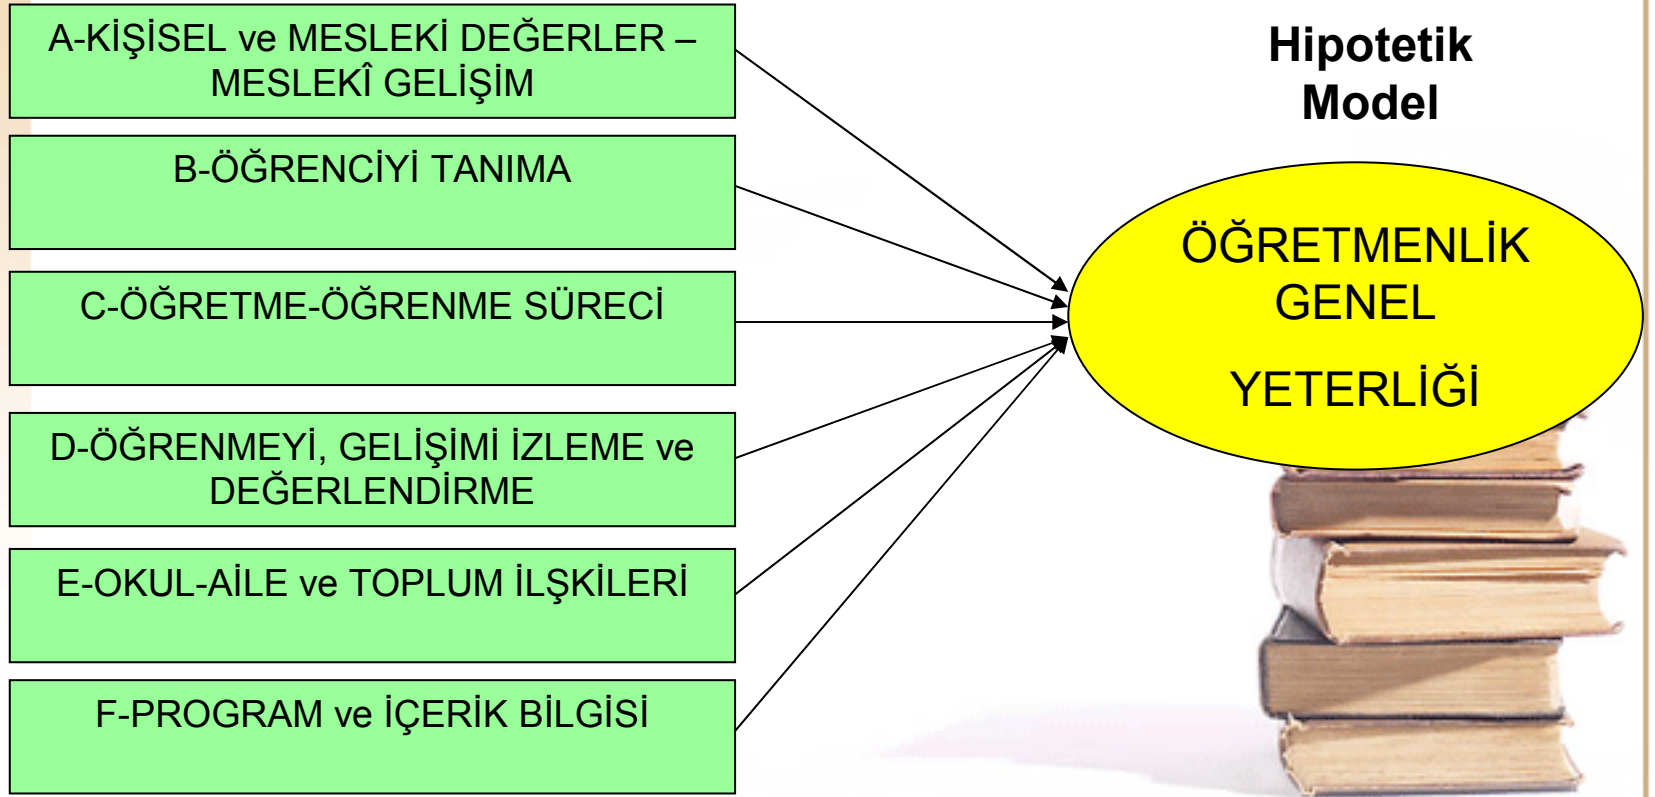 A-KİŞİSEL ve MESLEKİ DEĞERLER –
MESLEKÎ GELİŞİM
B-ÖĞRENCİYİ TANIMA
C-ÖĞRETME-ÖĞRENME SÜRECİ
D-ÖĞRENMEYİ, GELİŞİMİ İZLEME ve
DEĞERLENDİRME
E-OKUL-AİLE ve TOPLUM İLŞKİLERİ
F-PROGRAM ve İÇERİK BİLGİSİ
Hipotetik
Model
ÖĞRETMENLİK
GENEL
YETERLİĞİ